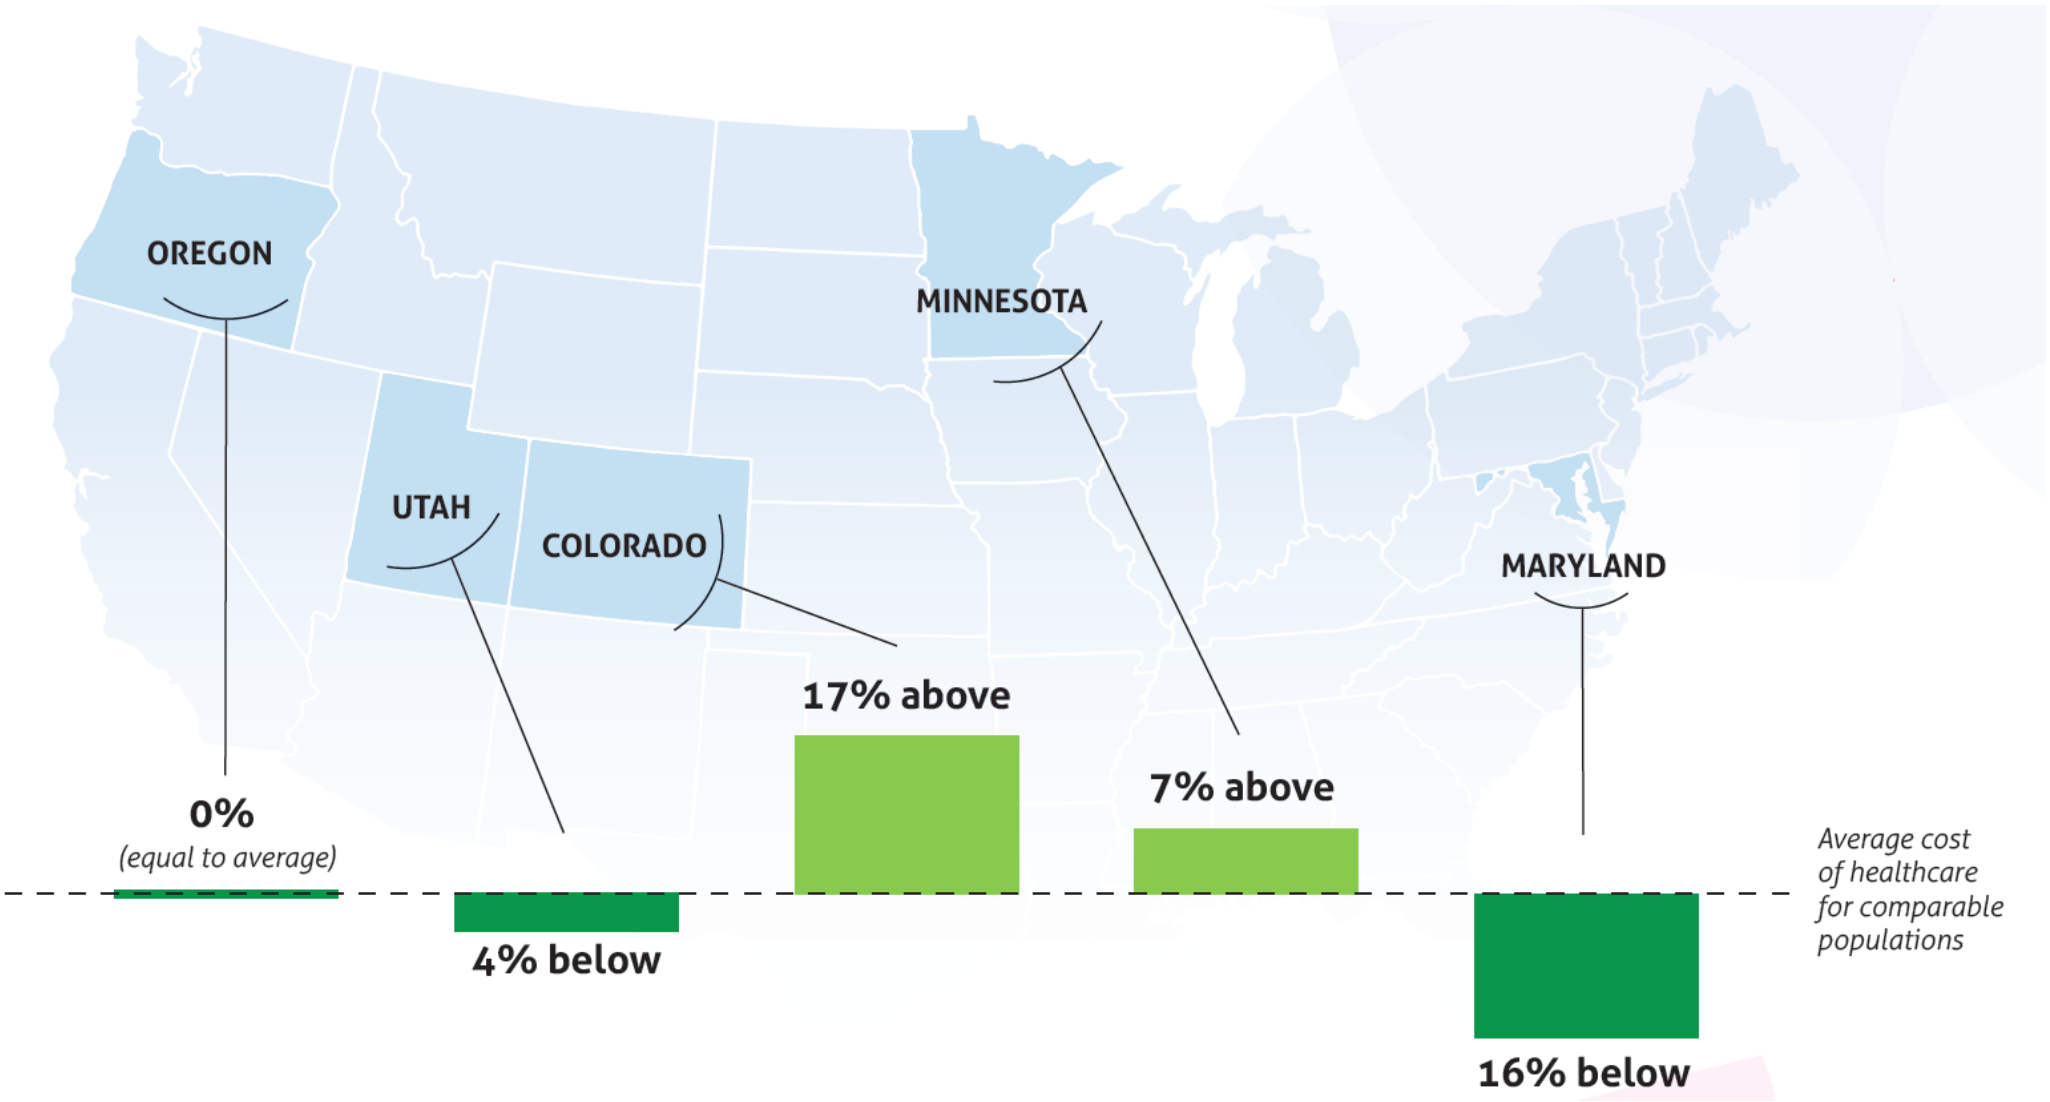 OREGON
MINNESOTA
UTAH
COLORADO
MARYLAND
17% above
7% above
0%
(equal to average)
Average cost
of healthcare
for comparable
populations
4% below
16% below